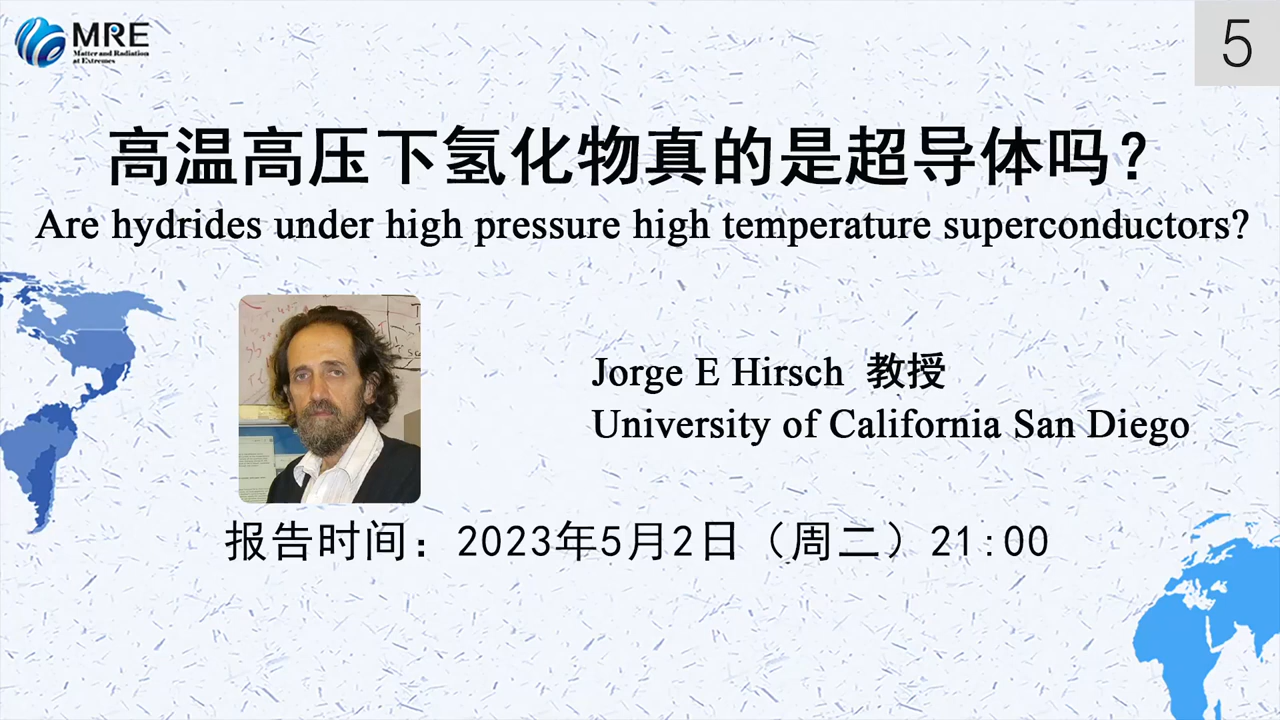 MRE
Matter and Radiation
at Extremes
5
高温高压下氢化物真的是超导体吗？
Are hydrides under high pressure high temperature superconductors?
Jorge E Hirsch 教授
University of California San Diego
报告时间：2023年5月2日（周二）21:00